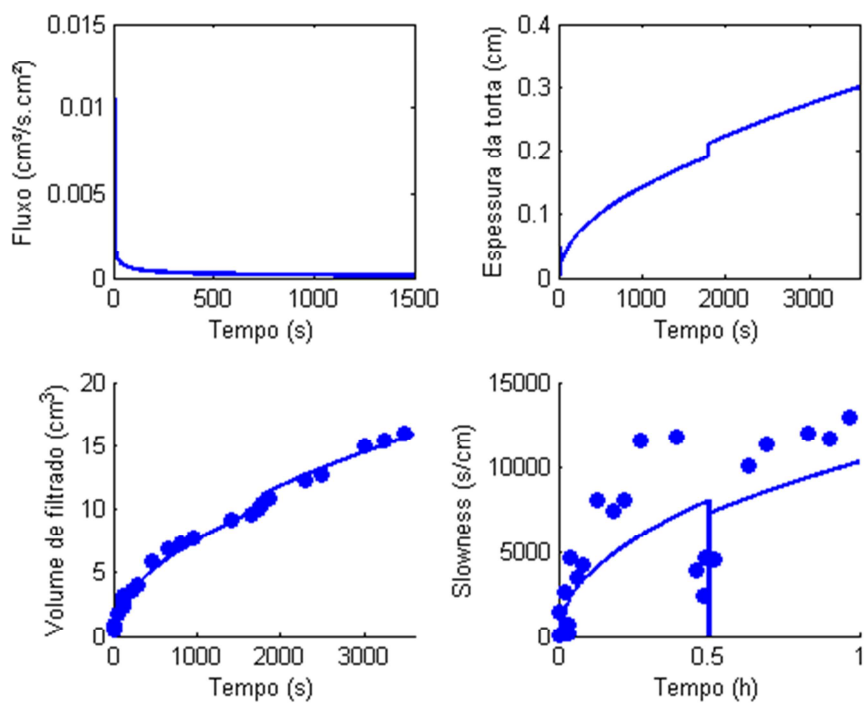 Fluxo (cm³/s.cm²)
0.015
0.01
0.005
0
0 500 1000 1500
Tempo (s)
Espessura da torta (cm)
0.4
0.3
0.2
0.1
0
0 1000 2000 3000
Tempo (s)
Volume de filtrado (cm³)
20
15
10
5
0
0 1000 2000 3000
Tempo (s)
Slowness (s/cm)
15000
10000
5000
0
0 0.5 1
Tempo (h)